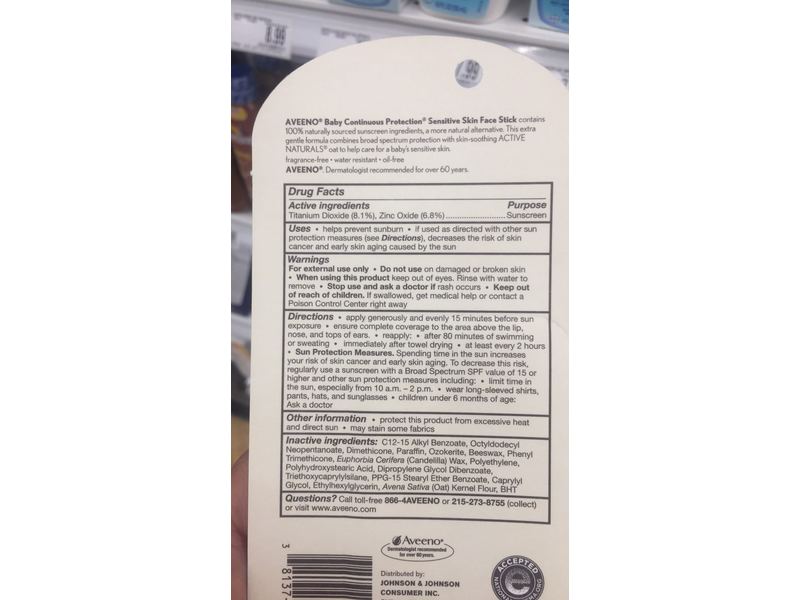 8.99
99
AVEENO® Baby Continuous Protection® Sensitive Skin Face Stick contains
100% naturally sourced sunscreen ingredients, a more natural alternative. This extra
gentle formula combines broad spectrum protection with skin-soothing ACTIVE
NATURALS® oat to help care for a baby's sensitive skin.
fragrance-free • water resistant • oil-free
AVEENO®. Dermatologist recommended for over 60 years.
Drug Facts
Active ingredients Purpose
Titanium Dioxide (8.1%), Zinc Oxide (6.8%)........................Sunscreen
Uses • helps prevent sunburn • if used as directed with other sun
protection measures (see Directions), decreases the risk of skin
cancer and early skin aging caused by the sun
Warnings
For external use only • Do not use on damaged or broken skin
• When using this product keep out of eyes. Rinse with water to
remove • Stop use and ask a doctor if rash occurs • Keep out
of reach of children. If swallowed, get medical help or contact a
Poison Control Center right away
Directions • apply generously and evenly 15 minutes before sun
exposure • ensure complete coverage to the area above the lip,
nose, and tops of ears. • reapply: • after 80 minutes of swimming
or sweating • immediately after towel drying • at least every 2 hours
• Sun Protection Measures. Spending time in the sun increases
your risk of skin cancer and early skin aging. To decrease this risk,
regularly use a sunscreen with a Broad Spectrum SPF value of 15 or
higher and other sun protection measures including: • limit time in
the sun, especially from 10 a.m. – 2 p.m. • wear long-sleeved shirts,
pants, hats, and sunglasses • children under 6 months of age:
Ask a doctor
Other information • protect this product from excessive heat
and direct sun • may stain some fabrics
Inactive ingredients: C12-15 Alkyl Benzoate, Octyldodecyl
Neopentanoate, Dimethicone, Paraffin, Ozokerite, Beeswax, Phenyl
Trimethicone, Euphorbia Cerifera (Candelilla) Wax, Polyethylene,
Polyhydroxystearic Acid, Dipropylene Glycol Dibenzoate,
Triethoxycaprylylsilane, PPG-15 Stearyl Ether Benzoate, Caprylyl
Glycol, Ethylhexylglycerin, Avena Sativa (Oat) Kernel Flour, BHT
Questions? Call toll-free 866-4AVEENO or 215-273-8755 (collect)
or visit www.aveeno.com
Aveeno®
Dermatologist recommended
for over 60 years.
Distributed by:
JOHNSON & JOHNSON
CONSUMER INC.
3 8137-
ACCEPTED